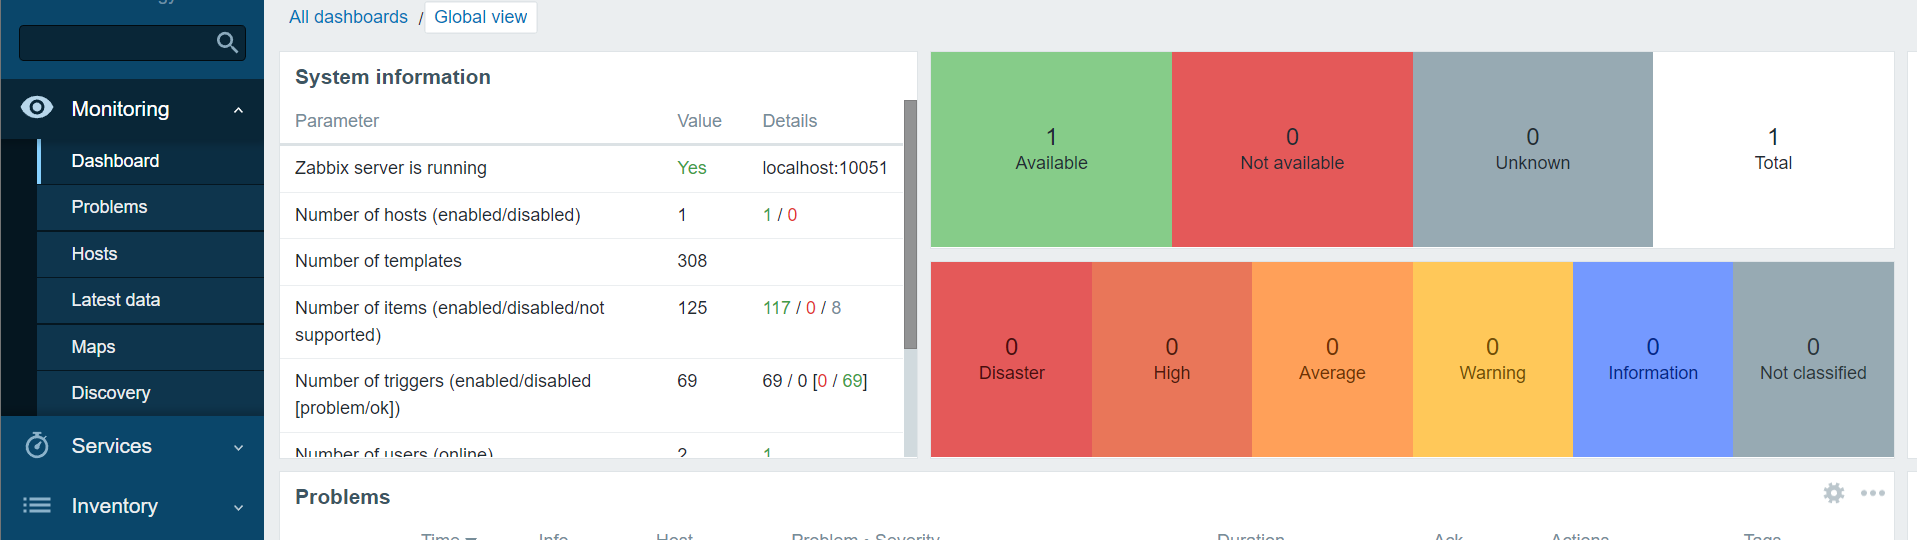 All dashboards / Global view
Monitoring
Dashboard
Problems
Hosts
Latest data
Maps
Discovery
Services
Inventory
System information
Parameter Value Details
Zabbix server is running Yes localhost:10051
Number of hosts (enabled/disabled) 1 1 / 0
Number of templates 308
Number of items (enabled/disabled/not 125 117 / 0 / 8
supported)
Number of triggers (enabled/disabled 69 69 / 0 [0 / 69]
[problem/ok])
Number of users (online) 2 1
1 0 0 1
Available Not available Unknown Total
0 0 0 0 0 0
Disaster High Average Warning Information Not classified
Problems
Time Info Host Problem • Severity Duration Ack Actions Tags